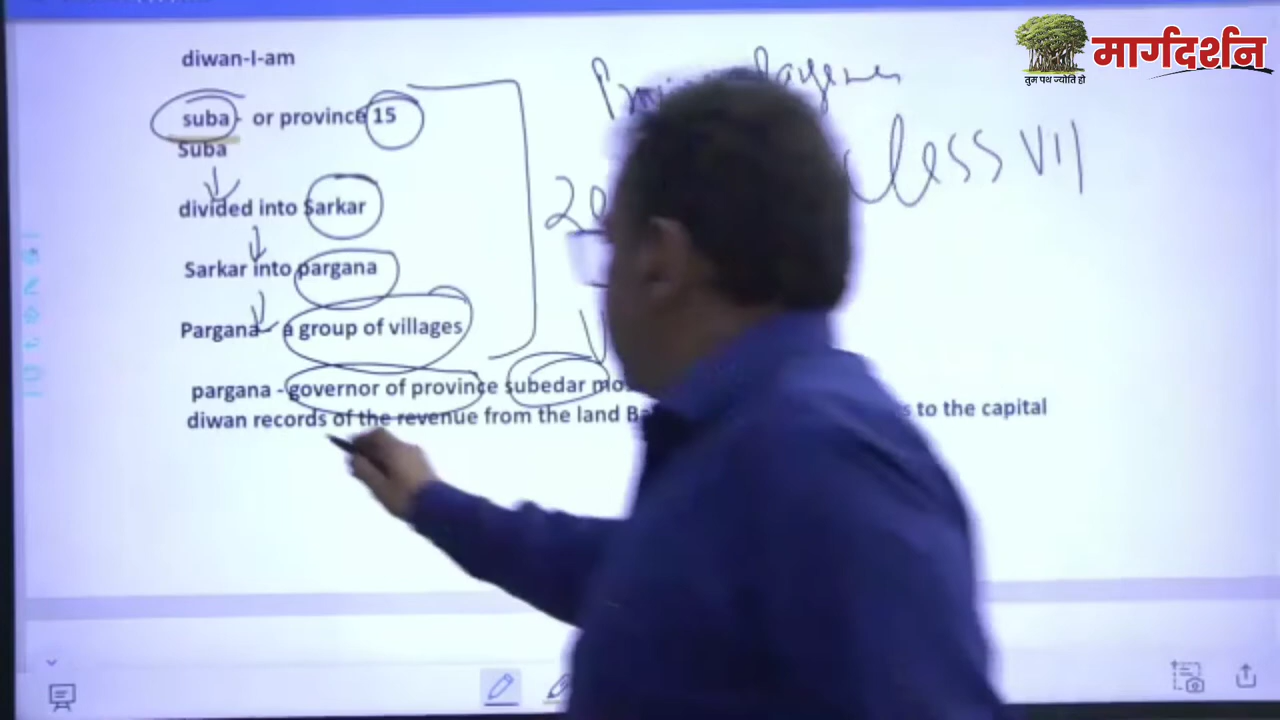 diwan-I-am
मार्गदर्शन
तुम पथ ज्योति हो
suba - or province 15
Suba
class VII
divided into Sarkar
Sarkar into pargana
Pargana - a group of villages
pargana - governor of province subedar
diwan records of the revenue from the land to the capital